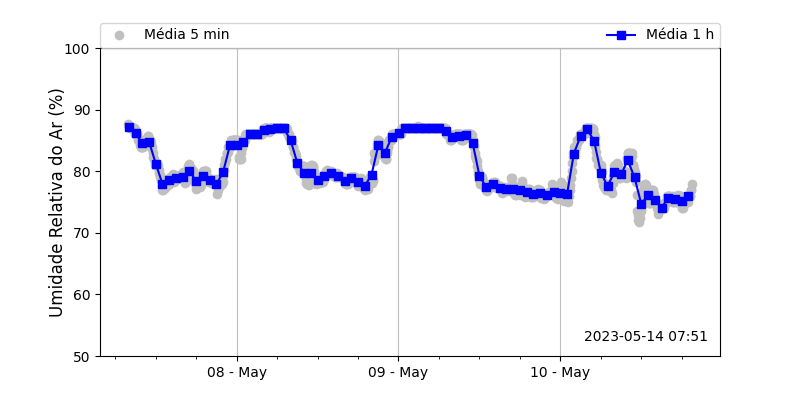 Média 5 min
Média 1 h
Umidade Relativa do Ar (%)
100
90
80
70
60
50
2023-05-14 07:51
08 - May
09 - May
10 - May